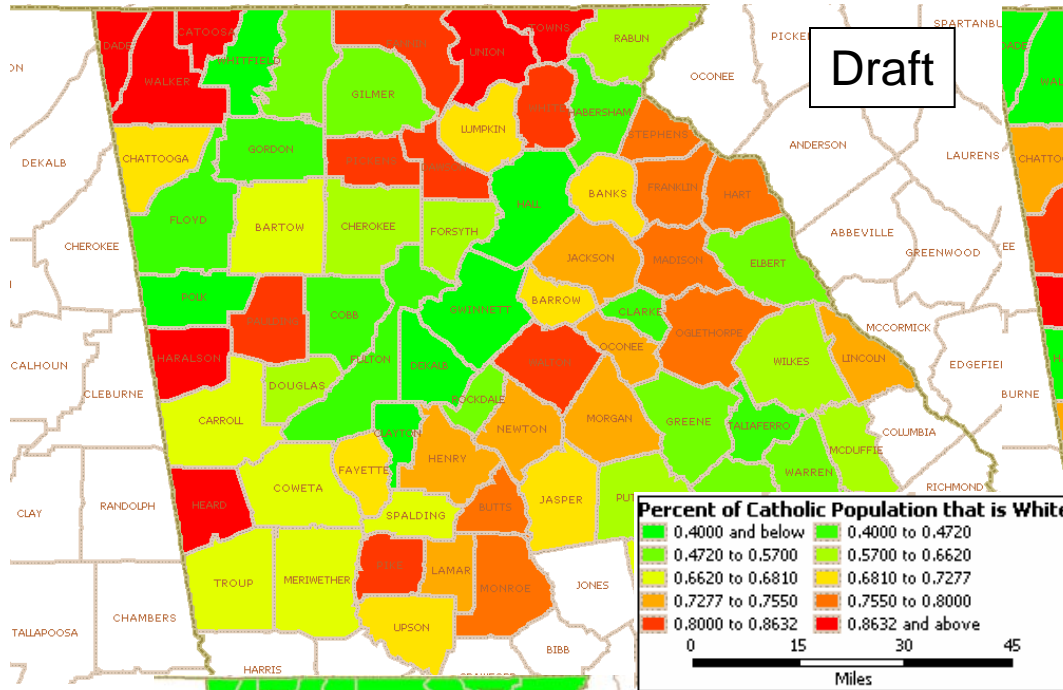 SPARTANBU
DADE
CATOOSA
FANNIN
TOWNS
UNION
RABUN
PICKE
Draft
WHITFIELD
WALKER
OCONEE
GILMER
WHITE
HABERSHAM
LUMPKIN
STEPHENS
DEKALB
CHATTOOGA
GORDON
PICKENS
DAWSON
ANDERSON
LAURENS
FRANKLIN
HART
BANKS
HALL
FLOYD
BARTOW
CHEROKEE
FORSYTH
ABBEVILLE
CHEROKEE
GREENWOOD
EE
JACKSON
MADISON
ELBERT
POLK
COBB
GWINNETT
BARROW
CLARKE
PAULDING
OGLETHORPE
MCCORMICK
OCONEE
HARALSON
FULTON
DEKALB
WALTON
WILKES
LINCOLN
CALHOUN
EDGEFIE
DOUGLAS
CLEBURNE
BURNE
ROCKDALE
CARROLL
MORGAN
GREENE
TALIAFERRO
COLUMBIA
CLAYTON
NEWTON
MCDUFFIE
HENRY
FAYETTE
WARREN
COWETA
RICHMOND
HEARD
RANDOLPH
JASPER
PUT
BUTTS
CLAY
SPALDING
PIKE
LAMAR
MONROE
TROUP
MERIWETHER
JONES
CHAMBERS
TALLAPOOSA
UPSON
BIBB
HARRIS
Percent of Catholic Population that is White
0.4000 and below 0.4000 to 0.4720
0.4720 to 0.5700 0.5700 to 0.6620
0.6620 to 0.6810 0.6810 to 0.7277
0.7277 to 0.7550 0.7550 to 0.8000
0.8000 to 0.8632 0.8632 and above
0 15 30 45
Miles